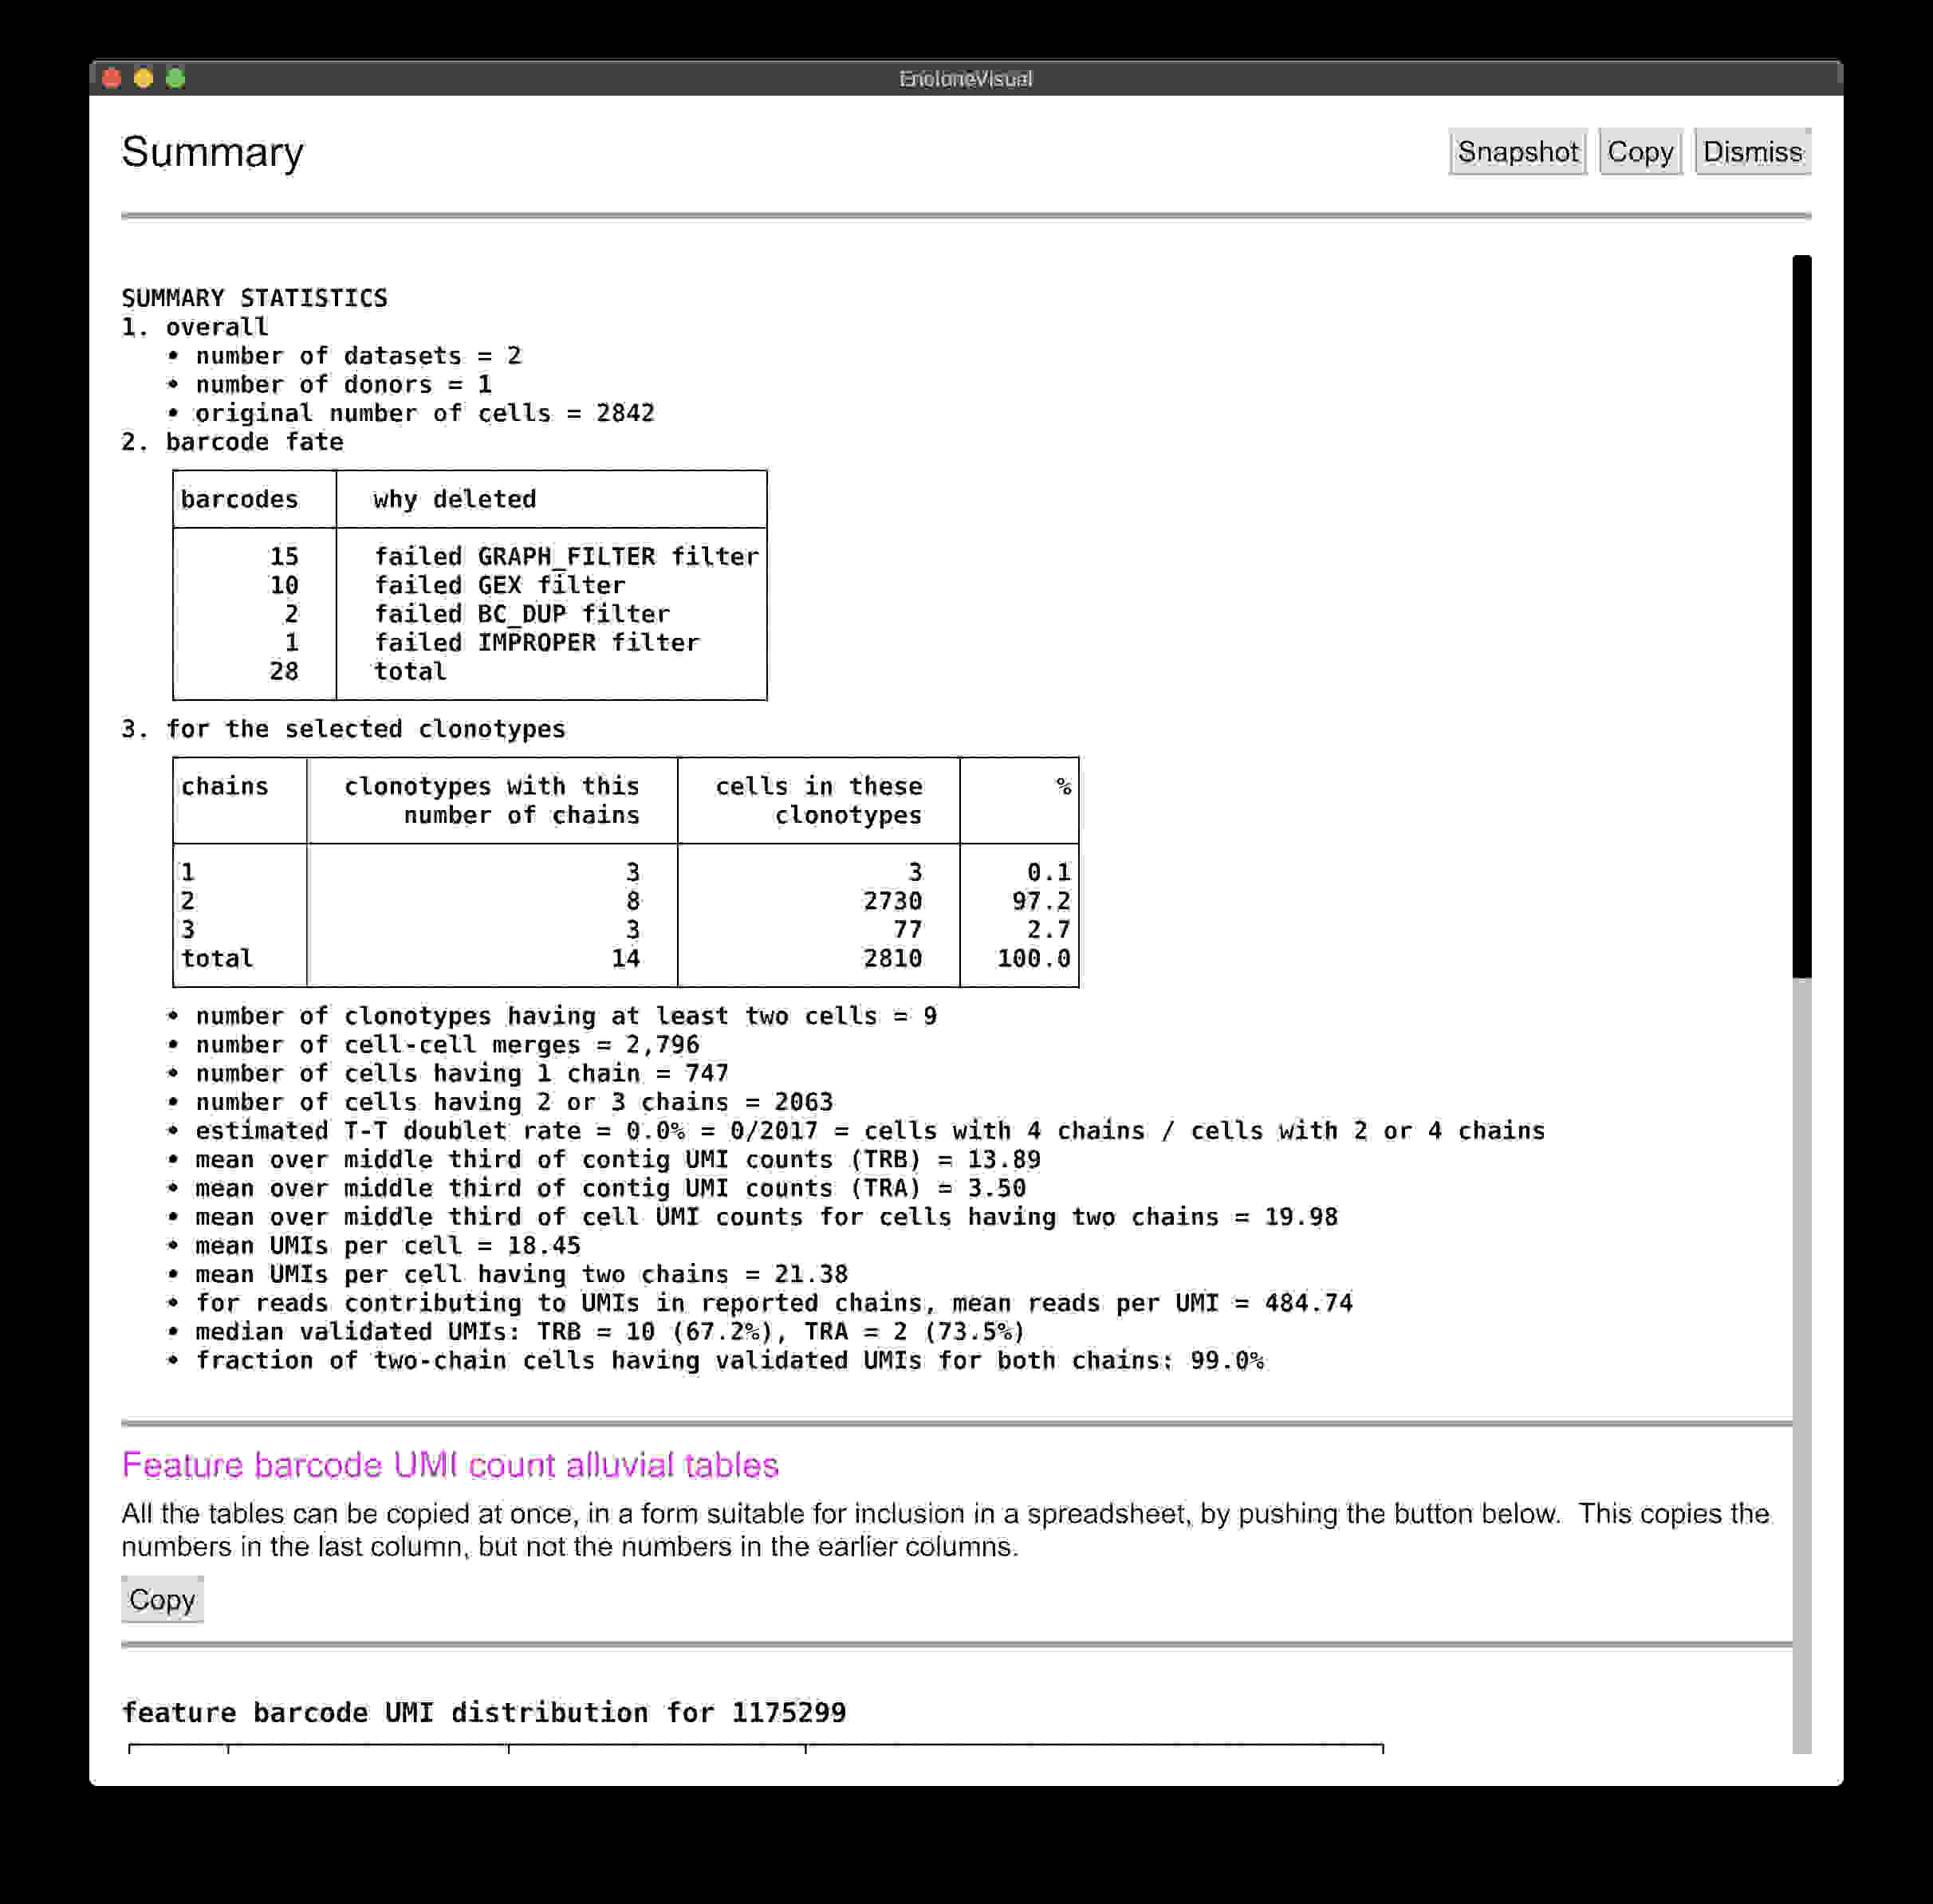 EncloneVisual
Summary
Snapshot Copy Dismiss
SUMMARY STATISTICS
1. overall
• number of datasets = 2
• number of donors = 1
• original number of cells = 2842
2. barcode fate
barcodes why deleted
15 failed GRAPH_FILTER filter
10 failed GEX filter
2 failed BC_DUP filter
1 failed IMPROPER filter
28 total
3. for the selected clonotypes
chains clonotypes with this cells in these %
number of chains clonotypes
1 3 3 0.1
2 8 2730 97.2
3 3 77 2.7
total 14 2810 100.0
• number of clonotypes having at least two cells = 9
• number of cell-cell merges = 2,796
• number of cells having 1 chain = 747
• number of cells having 2 or 3 chains = 2063
• estimated T-T doublet rate = 0.0% = 0/2017 = cells with 4 chains / cells with 2 or 4 chains
• mean over middle third of contig UMI counts (TRB) = 13.89
• mean over middle third of contig UMI counts (TRA) = 3.50
• mean over middle third of cell UMI counts for cells having two chains = 19.98
• mean UMIs per cell = 18.45
• mean UMIs per cell having two chains = 21.38
• for reads contributing to UMIs in reported chains, mean reads per UMI = 484.74
• median validated UMIs: TRB = 10 (67.2%), TRA = 2 (73.5%)
• fraction of two-chain cells having validated UMIs for both chains: 99.0%
Feature barcode UMI count alluvial tables
All the tables can be copied at once, in a form suitable for inclusion in a spreadsheet, by pushing the button below. This copies the
numbers in the last column, but not the numbers in the earlier columns.
Copy
feature barcode UMI distribution for 1175299